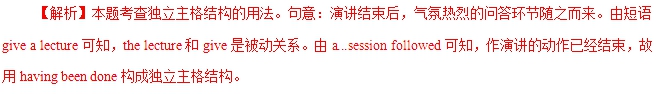 【解析】本题考查独立主格结构的用法。句意：演讲结束后，气氛热烈的问答环节随之而来。由短语
give a lecture 可知，the lecture 和 give 是被动关系。由 a...session followed 可知，作演讲的动作已经结束，故
用 having been done 构成独立主格结构。